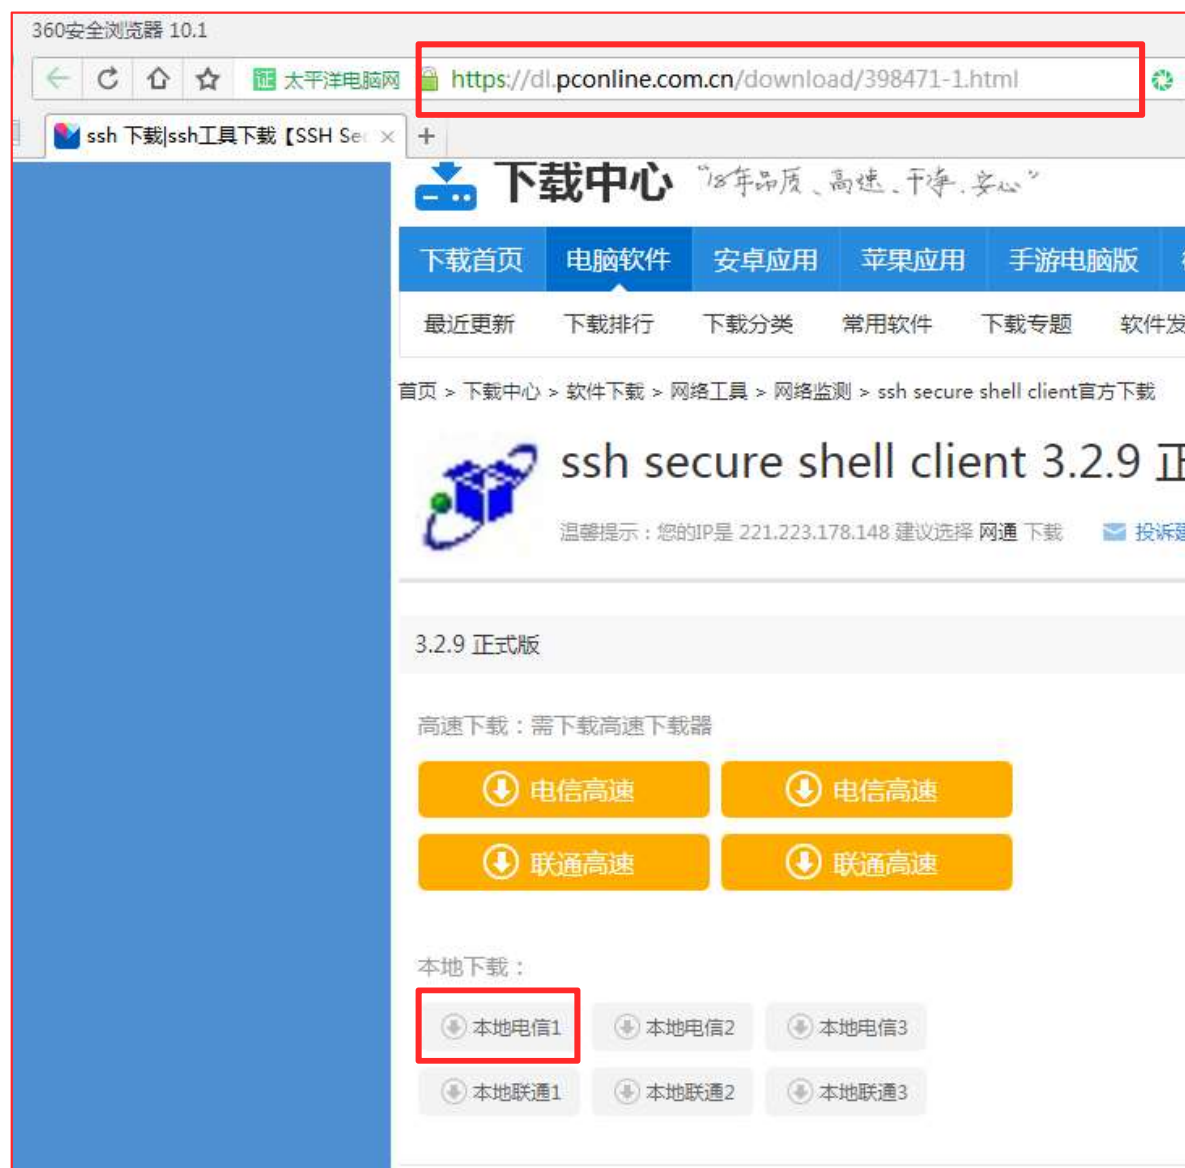 360安全浏览器 10.1
证 太平洋电脑网 https://dl.pconline.com.cn/download/398471-1.html
ssh 下载|ssh工具下载【SSH Sec × +
下载中心 “18年品质、高速、干净、安心”
下载首页 电脑软件 安卓应用 苹果应用 手游电脑版
最近更新 下载排行 下载分类 常用软件 下载专题 软件发
首页 > 下载中心 > 软件下载 > 网络工具 > 网络监测 > ssh secure shell client官方下载
ssh secure shell client 3.2.9 正
温馨提示：您的IP是 221.223.178.148 建议选择 网通 下载 投诉建
3.2.9 正式版
高速下载：需下载高速下载器
电信高速 电信高速
联通高速 联通高速
本地下载：
本地电信1 本地电信2 本地电信3
本地联通1 本地联通2 本地联通3